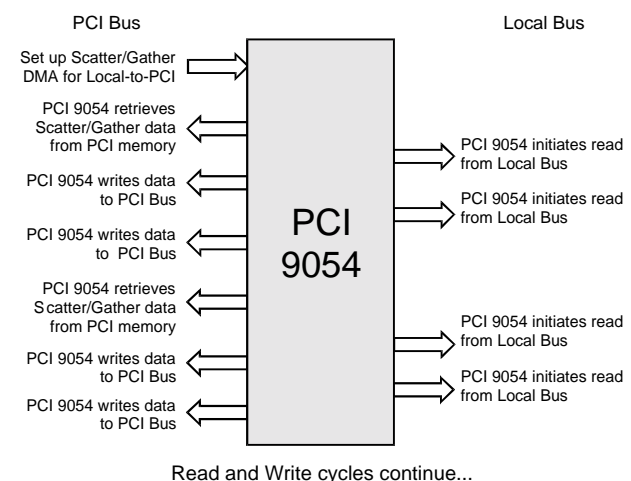 PCI Bus
Local Bus
Set up Scatter/Gather
DMA for Local-to-PCI
PCI 9054 retrieves
Scatter/Gather data
from PCI memory
PCI 9054 writes data
to PCI Bus
PCI 9054 writes data
to PCI Bus
PCI 9054 retrieves
Scatter/Gather data
from PCI memory
PCI 9054 writes data
to PCI Bus
PCI 9054 writes data
to PCI Bus
PCI
9054
PCI 9054 initiates read
from Local Bus
PCI 9054 initiates read
from Local Bus
PCI 9054 initiates read
from Local Bus
PCI 9054 initiates read
from Local Bus
Read and Write cycles continue...